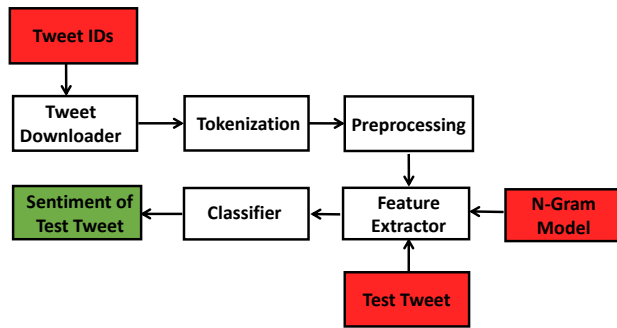 Tweet IDs
Tweet
Downloader
Tokenization
Preprocessing
Sentiment of
Test Tweet
Classifier
Feature
Extractor
N-Gram
Model
Test Tweet